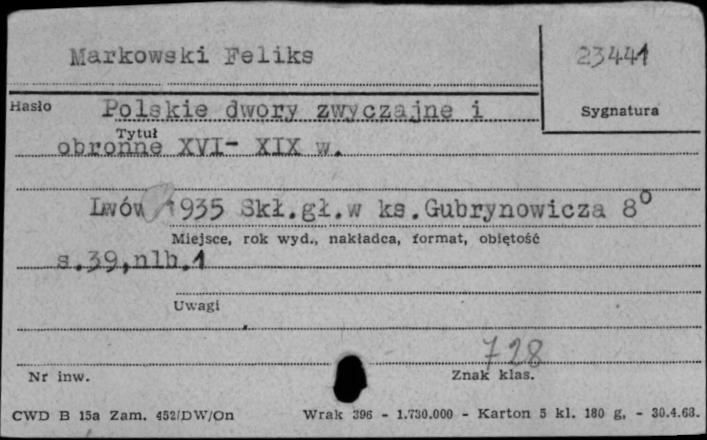 Markowski Feliks
23441
Hasło
Polskie dwory zwyczajne i
Sygnatura
Tytuł
obronne XVI- XIX w.
Lwów 1935 Skł.gł.w ks.Gubrynowicza 8°
Miejsce, rok wyd., nakładca, format, obiętość
s.39,nlb.1
Uwagi
728
Nr inw.
Znak klas.
CWD B 15a Zam. 452/DW/On Wrak 396 - 1.730.000 - Karton 5 kl. 180 g, - 30.4.63.